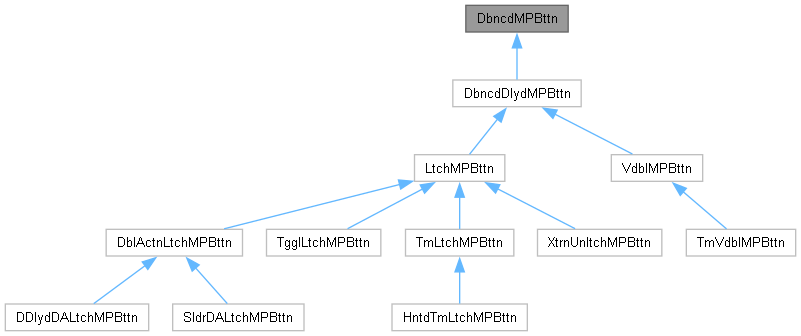 DbncdMPBttn
DbncdDlydMPBttn
LtchMPBttn
VdblMPBttn
DblActnLtchMPBttn
TgglLtchMPBttn
TmLtchMPBttn
XtrnUnltchMPBttn
TmVdblMPBttn
DDlydDALtchMPBttn
SldrDALtchMPBttn
HntdTmLtchMPBttn